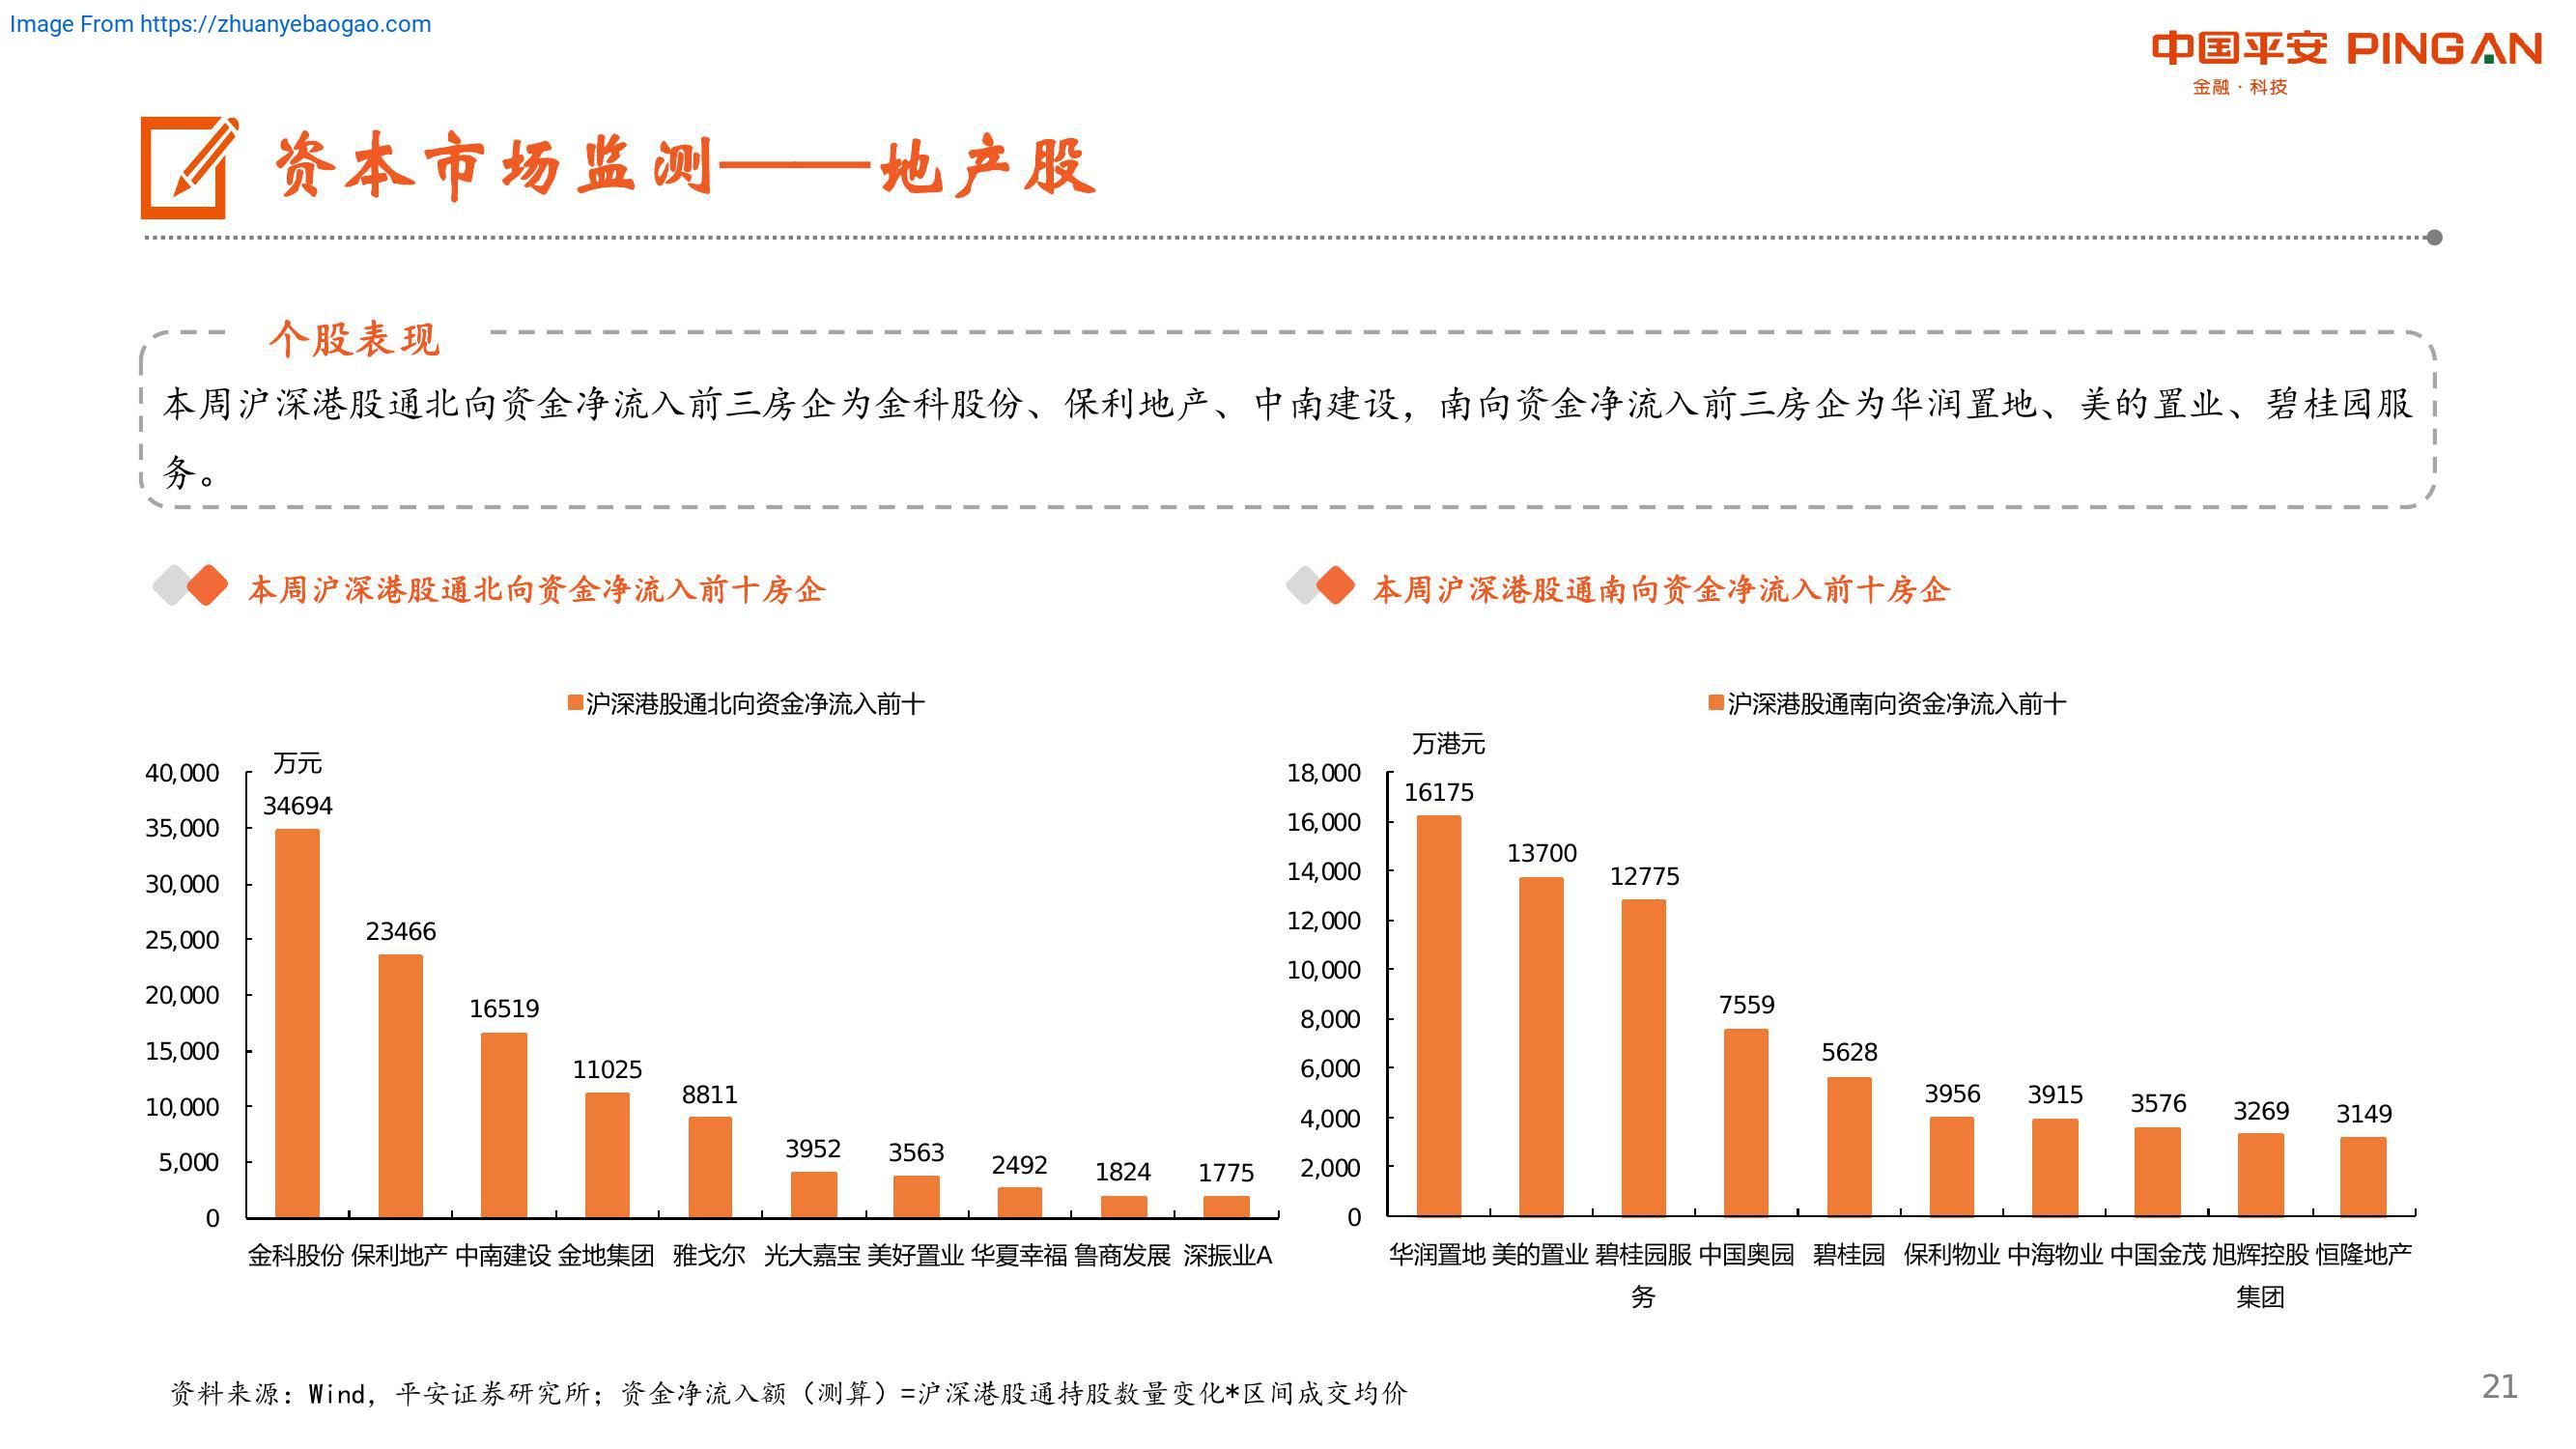 Image From https://zhuanyebaogao.com
中国平安 PINGAN
金融·科技
资本市场监测——地产股
个股表现
本周沪深港股通北向资金净流入前三房企为金科股份、保利地产、中南建设，南向资金净流入前三房企为华润置地、美的置业、碧桂园服
务。
本周沪深港股通北向资金净流入前十房企
沪深港股通北向资金净流入前十
万元
40,000
35,000
30,000
25,000
20,000
15,000
10,000
5,000
0
34694
23466
16519
11025
8811
3952
3563
2492
1824
1775
金科股份 保利地产 中南建设 金地集团 雅戈尔 光大嘉宝 美好置业 华夏幸福 鲁商发展 深振业A
本周沪深港股通南向资金净流入前十房企
沪深港股通南向资金净流入前十
万港元
18,000
16,000
14,000
12,000
10,000
8,000
6,000
4,000
2,000
0
16175
13700
12775
7559
5628
3956
3915
3576
3269
3149
华润置地 美的置业 碧桂园服 中国奥园 碧桂园 保利物业 中海物业 中国金茂 旭辉控股 恒隆地产
务 集团
资料来源：Wind，平安证券研究所；资金净流入额（测算）=沪深港股通持股数量变化*区间成交均价
21